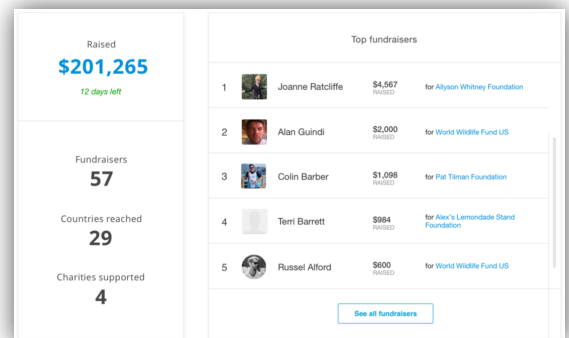 Raised
$201,265
12 days left
Fundraisers
57
Countries reached
29
Charities supported
4
Top fundraisers
1 Joanne Ratcliffe $4,567 for Allyson Whitney Foundation
RAISED
2 Alan Guindi $2,000 for World Wildlife Fund US
RAISED
3 Colin Barber $1,098 for Pat Tilman Foundation
RAISED
4 Terri Barrett $984 for Alex's Lemondade Stand
RAISED Foundation
5 Russel Alford $600 for World Wildlife Fund US
RAISED
See all fundraisers